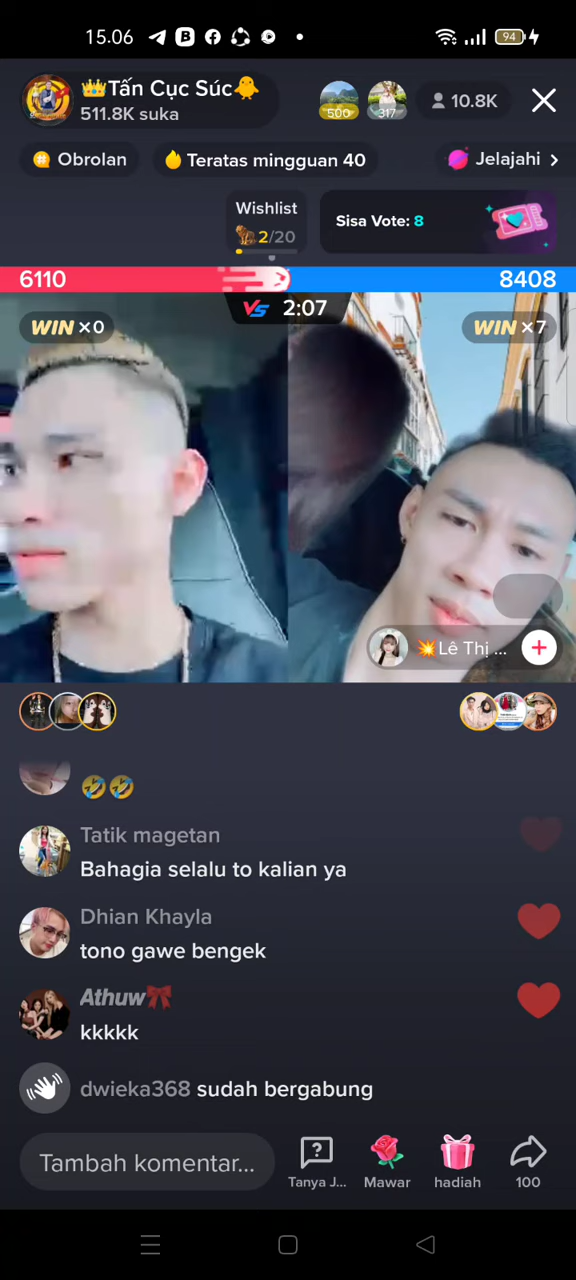 15.06
94
Tấn Cục Súc
511.8K suka
500
317
10.8K
Obrolan
Teratas mingguan 40
Jelajahi
Wishlist
2/20
Sisa Vote: 8
6110
8408
VS 2:07
WIN ×0
WIN ×7
Lê Thị ...
Tatik magetan
Bahagia selalu to kalian ya
Dhian Khayla
tono gawe bengek
Athuw
kkkkk
dwieka368 sudah bergabung
Tambah komentar...
Tanya J...
Mawar
hadiah
100